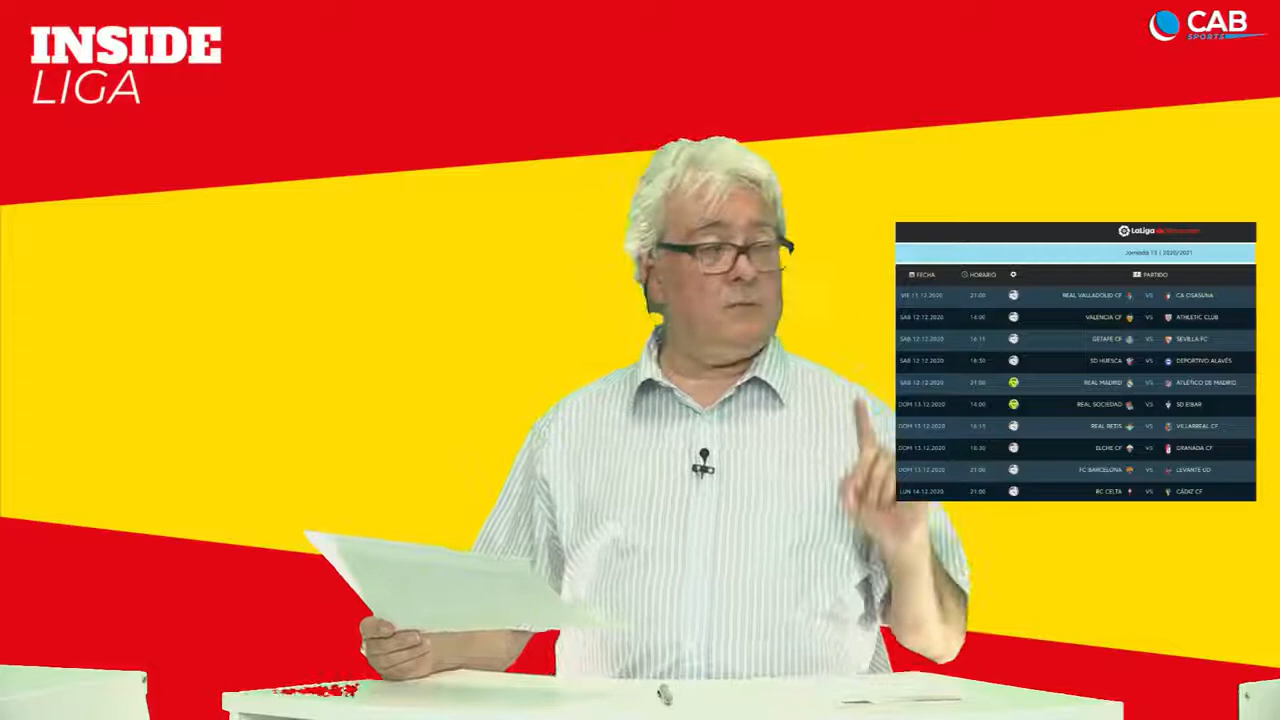 INSIDE
LIGA
CAB
SPORTS
LaLiga
Jornada 13 | 2020/2021
FECHA HORARIO PARTIDO
VIE 11.12.2020 21:00 REAL VALLADOLID CF VS CA OSASUNA
SAB 12.12.2020 14:00 VALENCIA CF VS ATHLETIC CLUB
SAB 12.12.2020 16:15 GETAFE CF VS SEVILLA FC
SAB 12.12.2020 18:30 SD HUESCA VS DEPORTIVO ALAVÉS
SAB 12.12.2020 21:00 REAL MADRID VS ATLÉTICO DE MADRID
DOM 13.12.2020 14:00 REAL SOCIEDAD VS SD EIBAR
DOM 13.12.2020 16:15 REAL BETIS VS VILLARREAL CF
DOM 13.12.2020 18:30 ELCHE CF VS GRANADA CF
DOM 13.12.2020 21:00 FC BARCELONA VS LEVANTE UD
LUN 14.12.2020 21:00 RC CELTA VS CÁDIZ CF